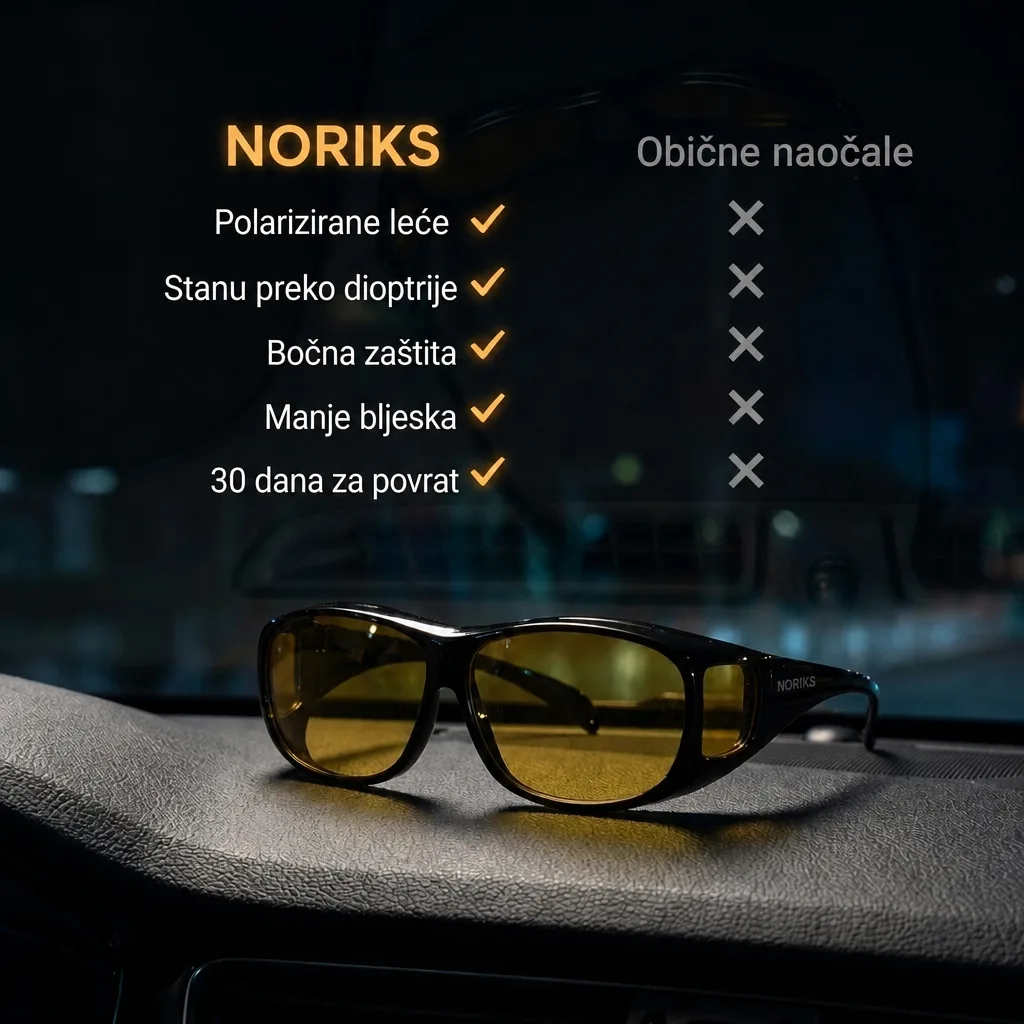 NORIKS
Obične naočale
Polarizirane leće ✓ ✕
Stanu preko dioptrije ✓ ✕
Bočna zaštita ✓ ✕
Manje bljeska ✓ ✕
30 dana za povrat ✓ ✕
NORIKS